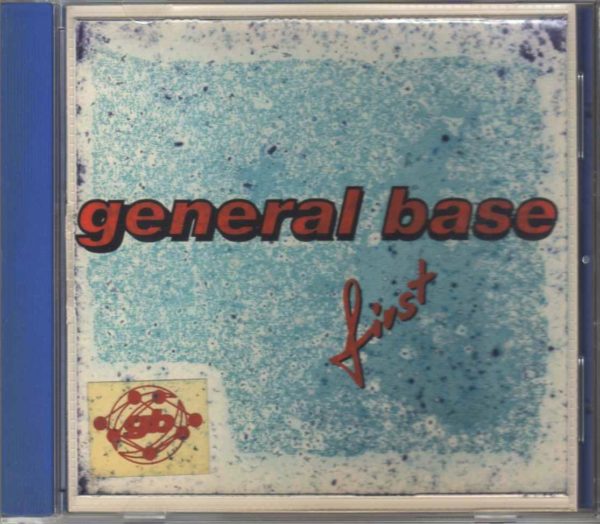 general base
first
gb